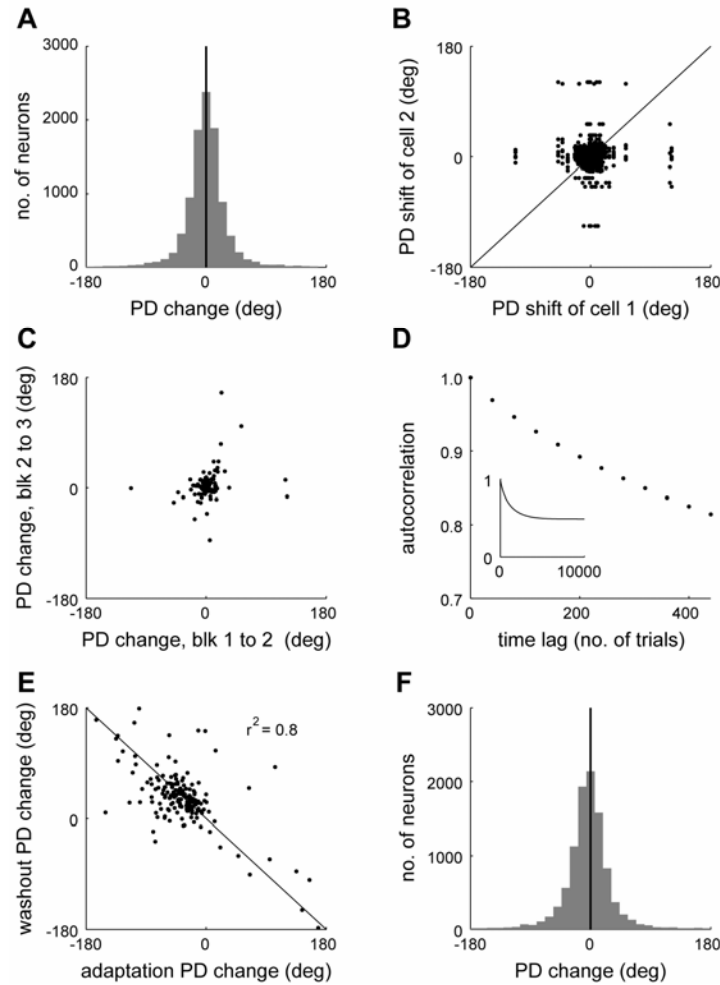 A
3000
2000
1000
0
no. of neurons
-180
0
180
PD change (deg)
B
180
0
-180
PD shift of cell 2 (deg)
-180
0
180
PD shift of cell 1 (deg)
C
180
0
-180
PD change, blk 2 to 3 (deg)
-180
0
180
PD change, blk 1 to 2 (deg)
D
1.0
0.9
0.8
0.7
autocorrelation
1
0
0
10000
0
200
400
time lag (no. of trials)
E
180
0
-180
washout PD change (deg)
r² = 0.8
-180
0
180
adaptation PD change (deg)
F
3000
2000
1000
0
no. of neurons
-180
0
180
PD change (deg)